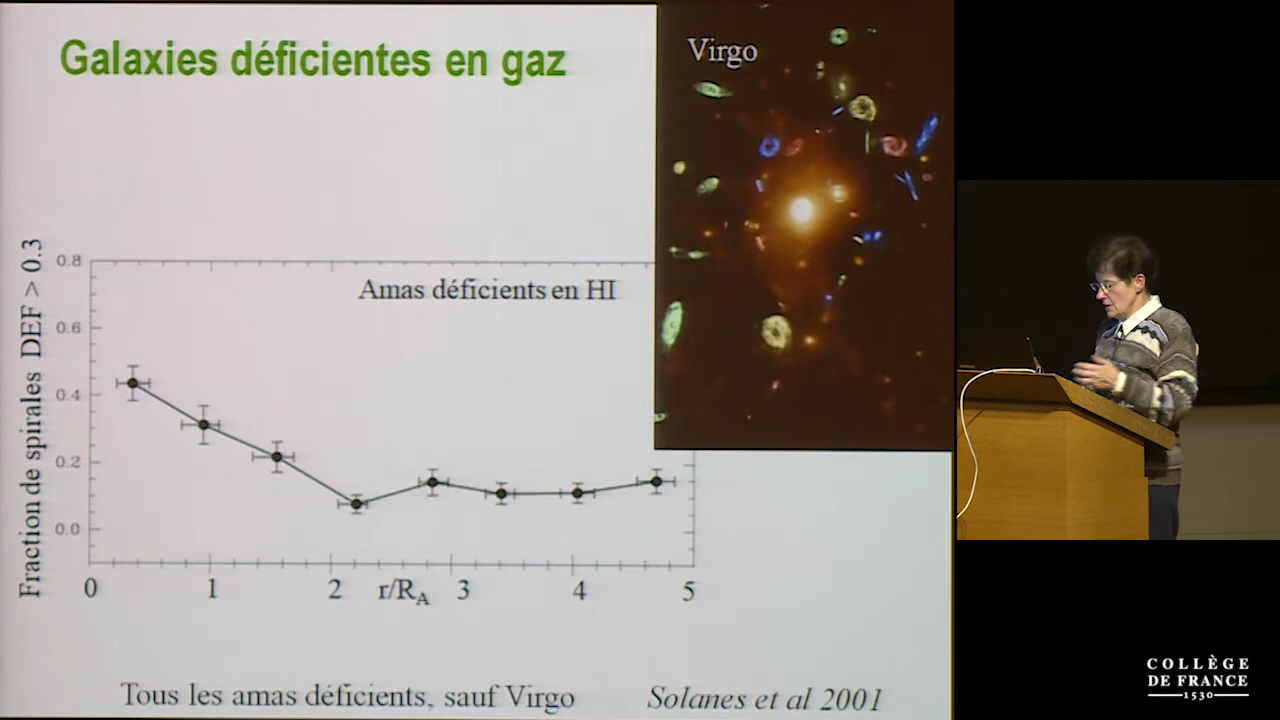 Galaxies déficientes en gaz
Virgo
Fraction de spirales DEF > 0.3
0.8
0.6
0.4
0.2
0.0
Amas déficients en HI
0 1 2 r/RA 3 4 5
Tous les amas déficients, sauf Virgo
Solanes et al 2001
COLLÈGE
DE FRANCE
1530